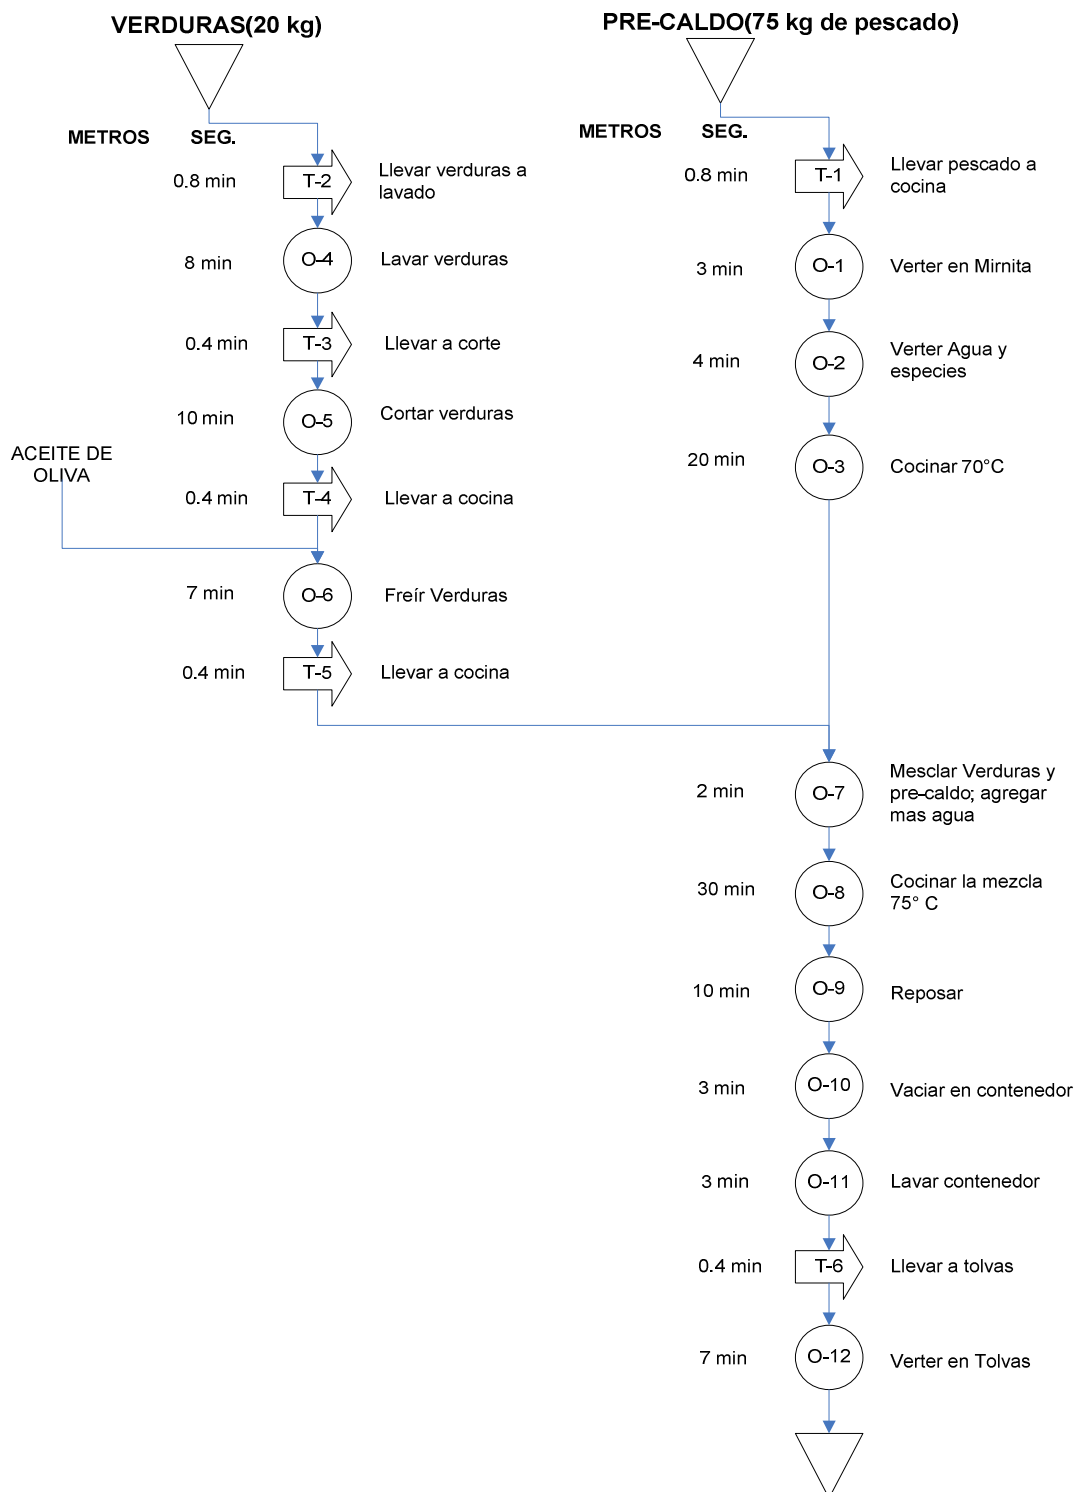 VERDURAS(20 kg)
METROS SEG.
0.8 min T-2 Llevar verduras a
lavado
8 min O-4 Lavar verduras
0.4 min T-3 Llevar a corte
10 min O-5 Cortar verduras
ACEITE DE
OLIVA
0.4 min T-4 Llevar a cocina
7 min O-6 Freír Verduras
0.4 min T-5 Llevar a cocina
PRE-CALDO(75 kg de pescado)
METROS SEG.
0.8 min T-1 Llevar pescado a
cocina
3 min O-1 Verter en Mirnita
4 min O-2 Verter Agua y
especies
20 min O-3 Cocinar 70°C
2 min O-7 Mesclar Verduras y
pre-caldo; agregar
mas agua
30 min O-8 Cocinar la mezcla
75° C
10 min O-9 Reposar
3 min O-10 Vaciar en contenedor
3 min O-11 Lavar contenedor
0.4 min T-6 Llevar a tolvas
7 min O-12 Verter en Tolvas